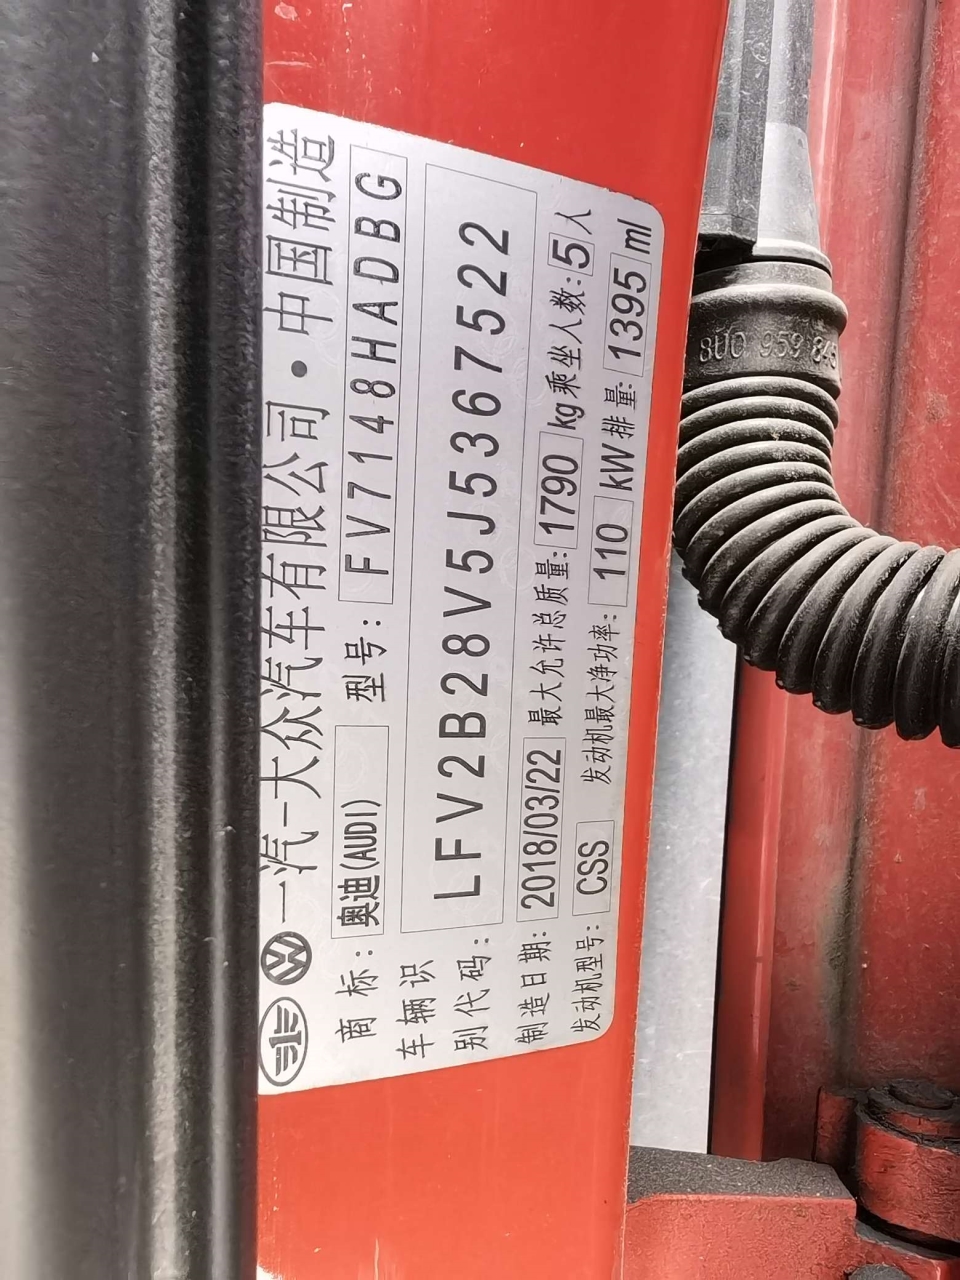 一汽-大众汽车有限公司·中国制造
商标: 奥迪(AUDI) 型号: FV7148HADBG
车辆识
别代码: LFV2B28V5J5367522
制造日期: 2018/03/22 最大允许总质量: 1790 kg 乘坐人数: 5 人
发动机型号: CSS 发动机最大净功率: 110 kW 排量: 1395 ml
8U0 959 845